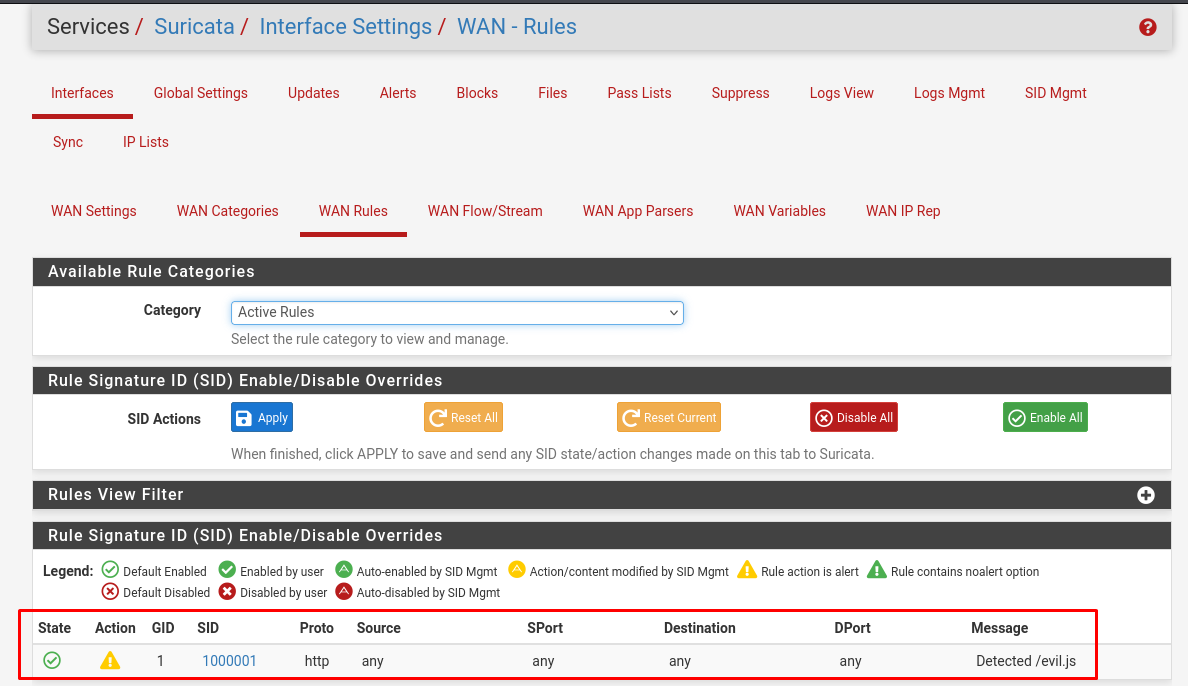 Services / Suricata / Interface Settings / WAN - Rules
Interfaces Global Settings Updates Alerts Blocks Files Pass Lists Suppress Logs View Logs Mgmt SID Mgmt
Sync IP Lists
WAN Settings WAN Categories WAN Rules WAN Flow/Stream WAN App Parsers WAN Variables WAN IP Rep
Available Rule Categories
Category Active Rules
Select the rule category to view and manage.
Rule Signature ID (SID) Enable/Disable Overrides
SID Actions Apply Reset All Reset Current Disable All Enable All
When finished, click APPLY to save and send any SID state/action changes made on this tab to Suricata.
Rules View Filter
Rule Signature ID (SID) Enable/Disable Overrides
Legend: Default Enabled Enabled by user Auto-enabled by SID Mgmt Action/content modified by SID Mgmt Rule action is alert Rule contains noalert option
Default Disabled Disabled by user Auto-disabled by SID Mgmt
State Action GID SID Proto Source SPort Destination DPort Message
1 1000001 http any any any any Detected /evil.js